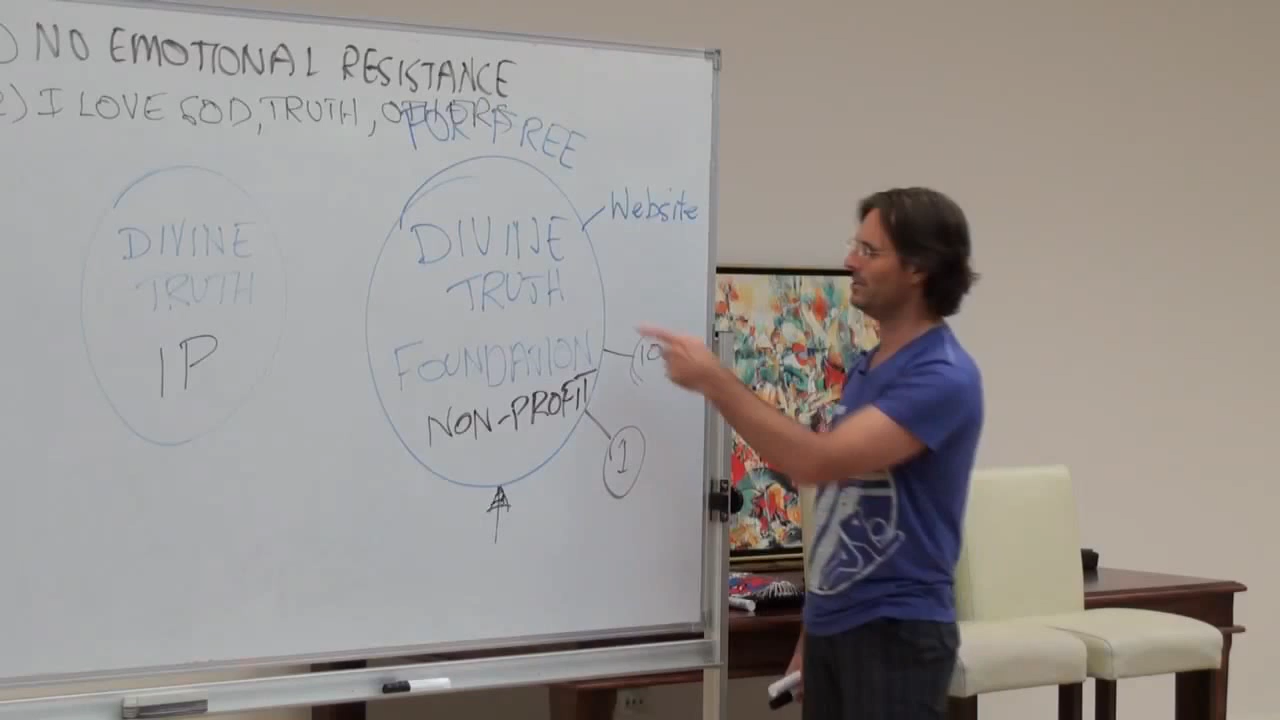 ) NO EMOTIONAL RESISTANCE
2) I LOVE GOD, TRUTH, OTHERS
FOR FREE
DIVINE
TRUTH
IP
DIVINE
TRUTH
FOUNDATION
NON-PROFIT
Website
10
1